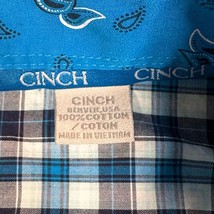 CINCH
CINCH
CINCH
DENVER, USA
100% COTTON
/ COTON
MADE IN VIETNAM